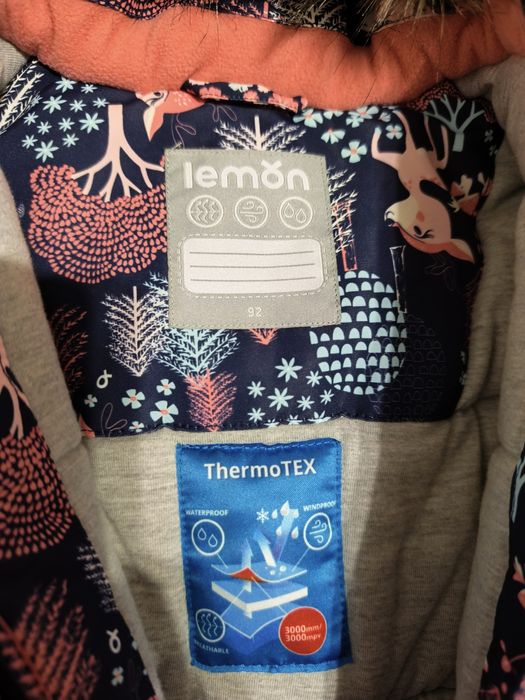 lemon
92
ThermoTEX
WATERPROOF
WINDPROOF
BREATHABLE
3000mm/
3000mpv